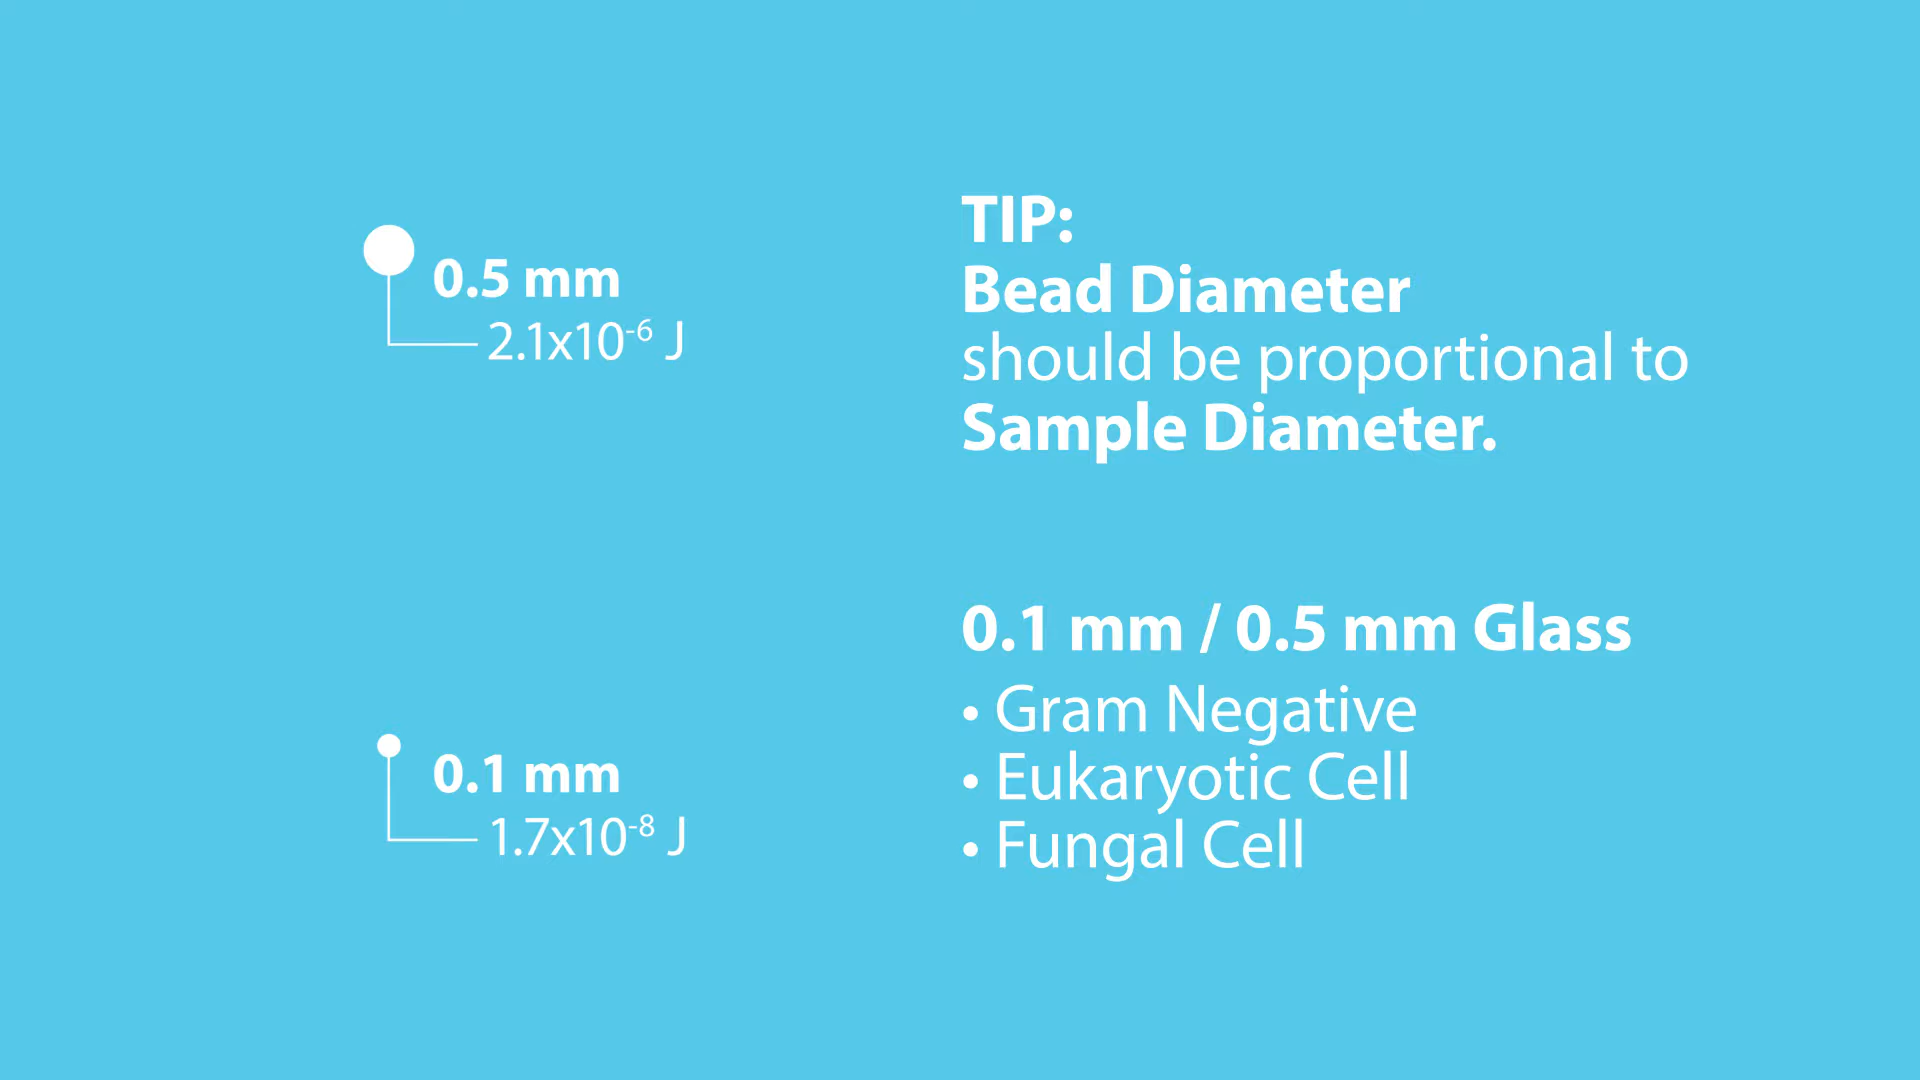 0.5 mm
2.1x10⁻⁶ J
0.1 mm
1.7x10⁻⁸ J
TIP:
Bead Diameter
should be proportional to
Sample Diameter.
0.1 mm / 0.5 mm Glass
• Gram Negative
• Eukaryotic Cell
• Fungal Cell